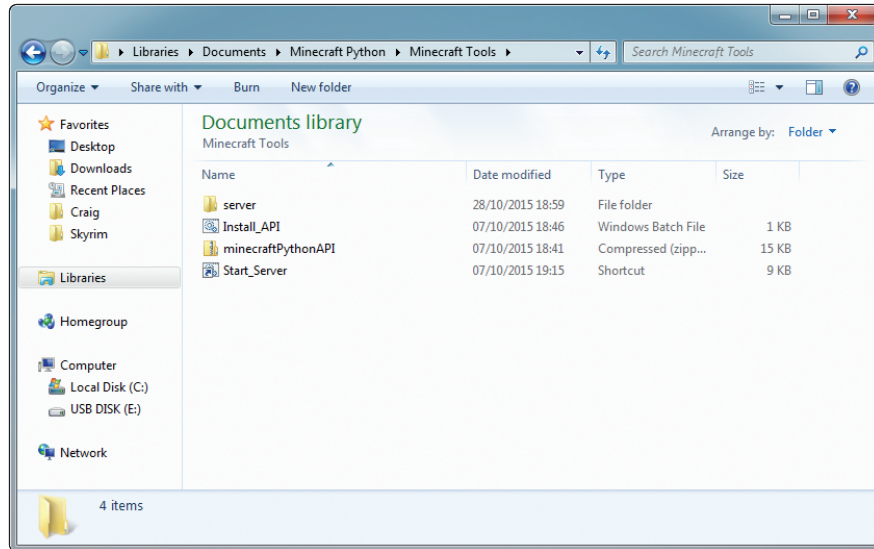 Libraries Documents Minecraft Python Minecraft Tools Search Minecraft Tools
Organize Share with Burn New folder
Favorites
Desktop
Downloads
Recent Places
Craig
Skyrim
Libraries
Homegroup
Computer
Local Disk (C:)
USB DISK (E:)
Network
Documents library
Minecraft Tools
Arrange by: Folder
Name Date modified Type Size
server 28/10/2015 18:59 File folder
Install_API 07/10/2015 18:46 Windows Batch File 1 KB
minecraftPythonAPI 07/10/2015 18:41 Compressed (zipp... 15 KB
Start_Server 07/10/2015 19:15 Shortcut 9 KB
4 items